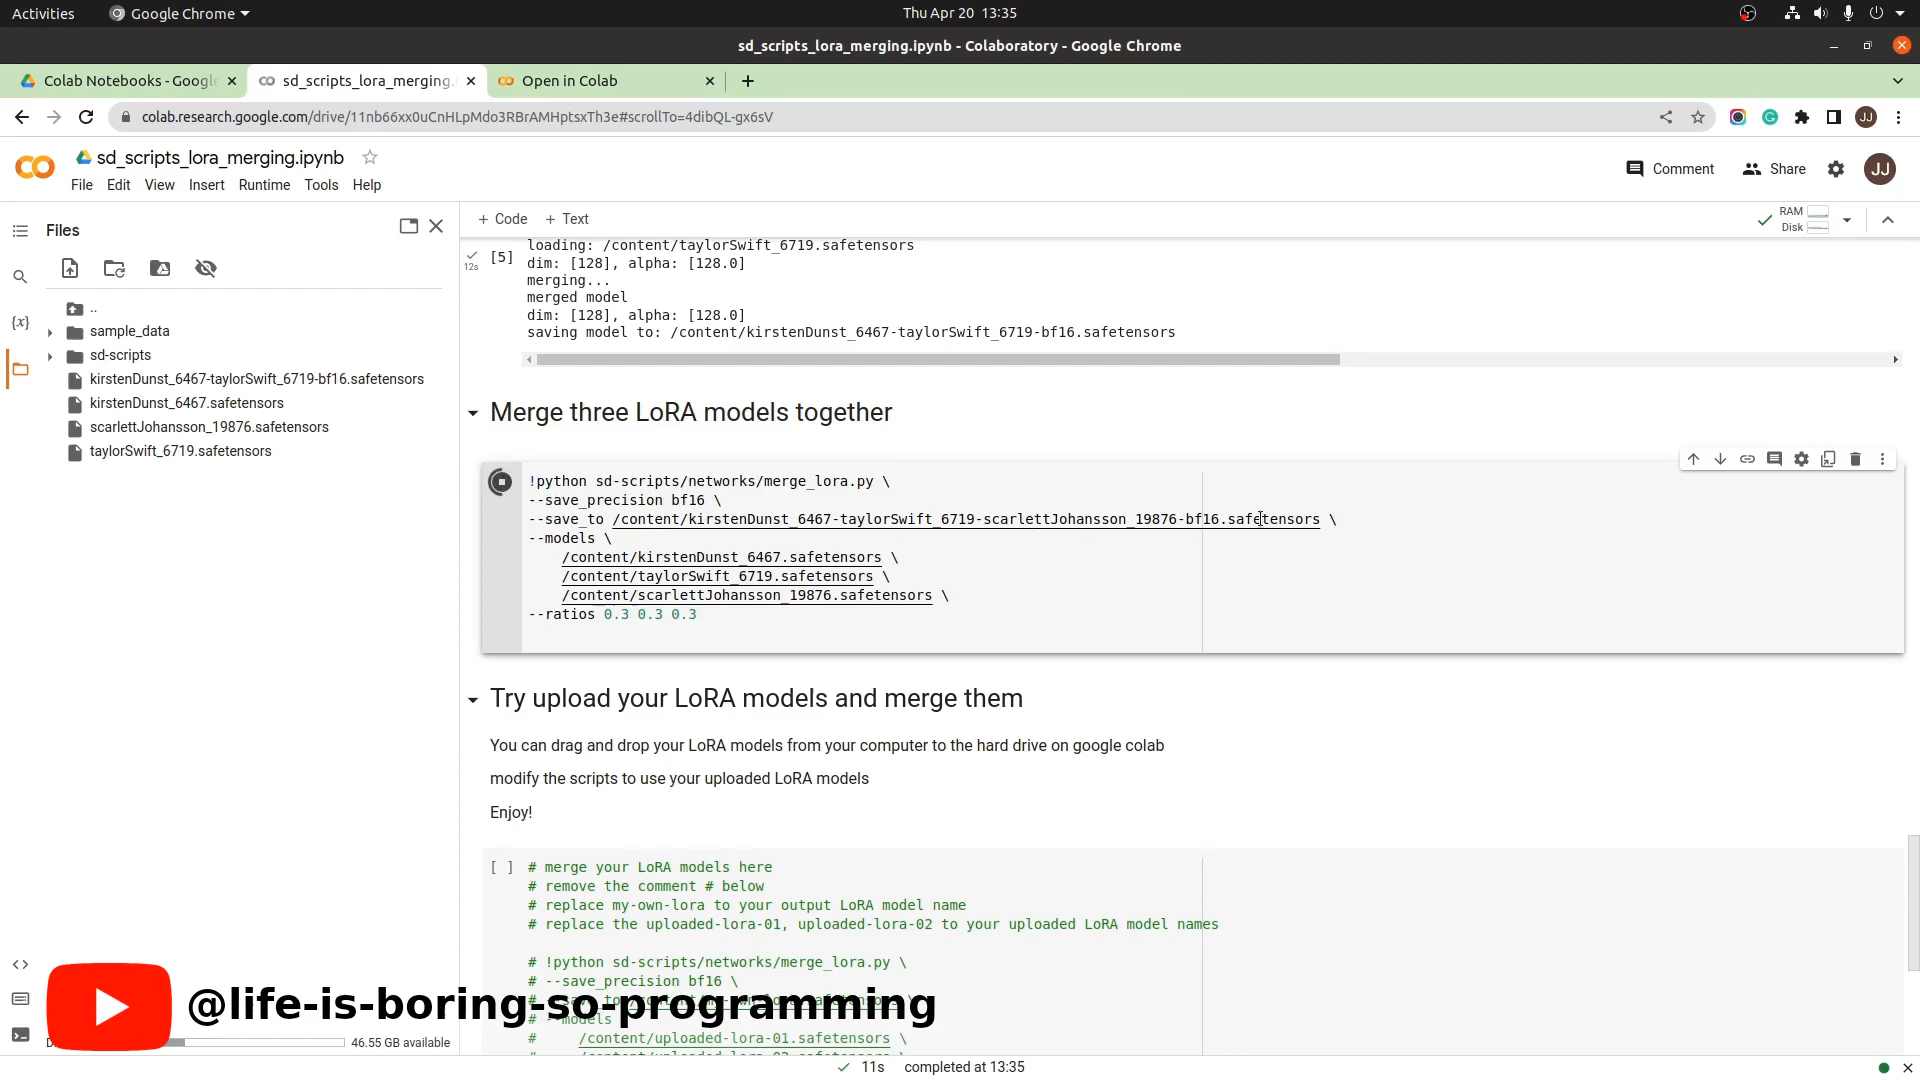 Activities Google Chrome Thu Apr 20 13:35
sd_scripts_lora_merging.ipynb - Colaboratory - Google Chrome
Colab Notebooks - Google sd_scripts_lora_merging. Open in Colab
colab.research.google.com/drive/11nb66xx0uCnHLpMdo3RBrAMHptsxTh3e#scrollTo=4dibQL-gx6sV JJ
sd_scripts_lora_merging.ipynb
File Edit View Insert Runtime Tools Help
Comment Share JJ
Files
..
sample_data
sd-scripts
kirstenDunst_6467-taylorSwift_6719-bf16.safetensors
kirstenDunst_6467.safetensors
scarlettJohansson_19876.safetensors
taylorSwift_6719.safetensors
{x}
46.55 GB available
+ Code + Text
RAM
Disk
12s
[5]
loading: /content/taylorSwift_6719.safetensors
dim: [128], alpha: [128.0]
merging...
merged model
dim: [128], alpha: [128.0]
saving model to: /content/kirstenDunst_6467-taylorSwift_6719-bf16.safetensors
Merge three LoRA models together
!python sd-scripts/networks/merge_lora.py \
--save_precision bf16 \
--save_to /content/kirstenDunst_6467-taylorSwift_6719-scarlettJohansson_19876-bf16.safetensors \
--models \
/content/kirstenDunst_6467.safetensors \
/content/taylorSwift_6719.safetensors \
/content/scarlettJohansson_19876.safetensors \
--ratios 0.3 0.3 0.3
Try upload your LoRA models and merge them
You can drag and drop your LoRA models from your computer to the hard drive on google colab
modify the scripts to use your uploaded LoRA models
Enjoy!
[ ] # merge your LoRA models here
# remove the comment # below
# replace my-own-lora to your output LoRA model name
# replace the uploaded-lora-01, uploaded-lora-02 to your uploaded LoRA model names
# !python sd-scripts/networks/merge_lora.py \
# --save_precision bf16 \
@life-is-boring-so-programming
# --models
# /content/uploaded-lora-01.safetensors \
11s completed at 13:35